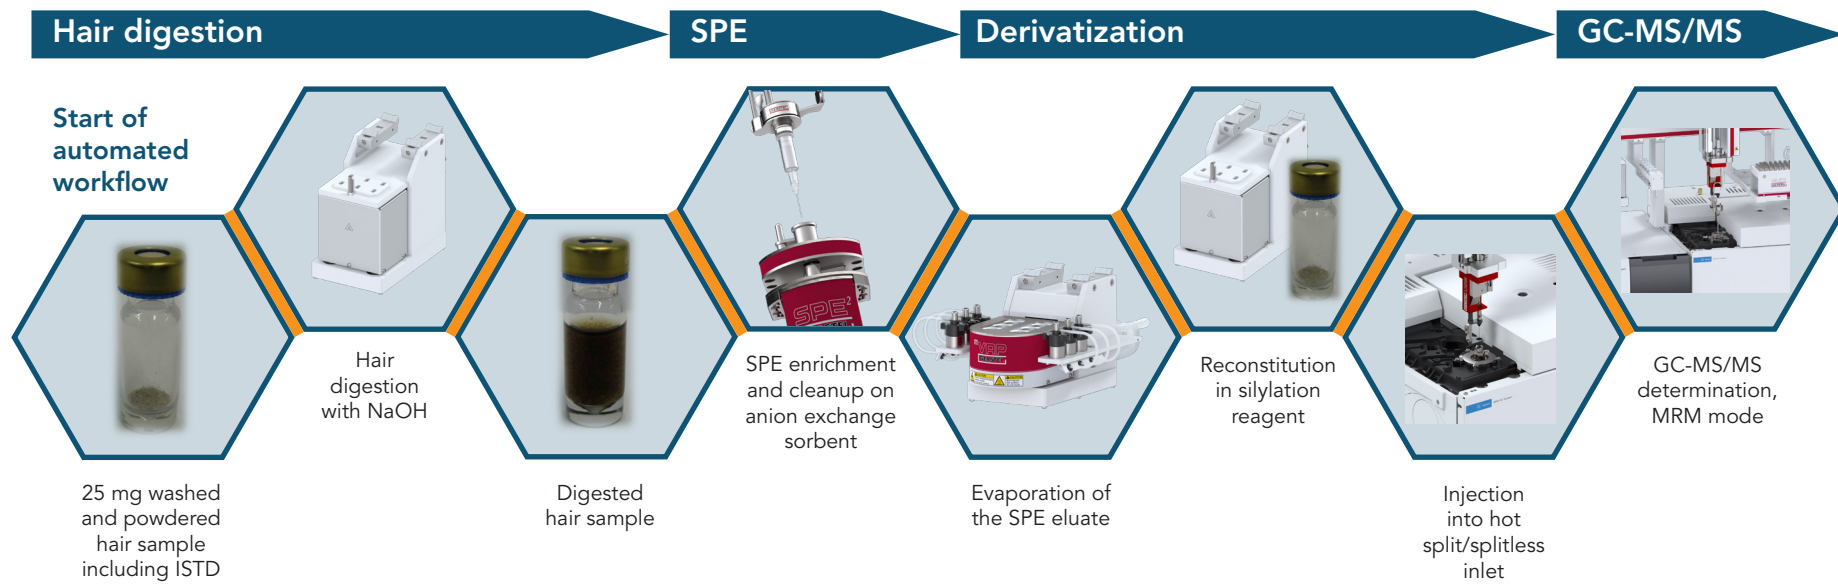 Hair digestion
SPE
Derivatization
GC-MS/MS
Start of
automated
workflow
25 mg washed
and powdered
hair sample
including ISTD
Hair
digestion
with NaOH
Digested
hair sample
SPE²
SPE enrichment
and cleanup on
anion exchange
sorbent
VAP
Evaporation of
the SPE eluate
Reconstitution
in silylation
reagent
Injection
into hot
split/splitless
inlet
GC-MS/MS
determination,
MRM mode